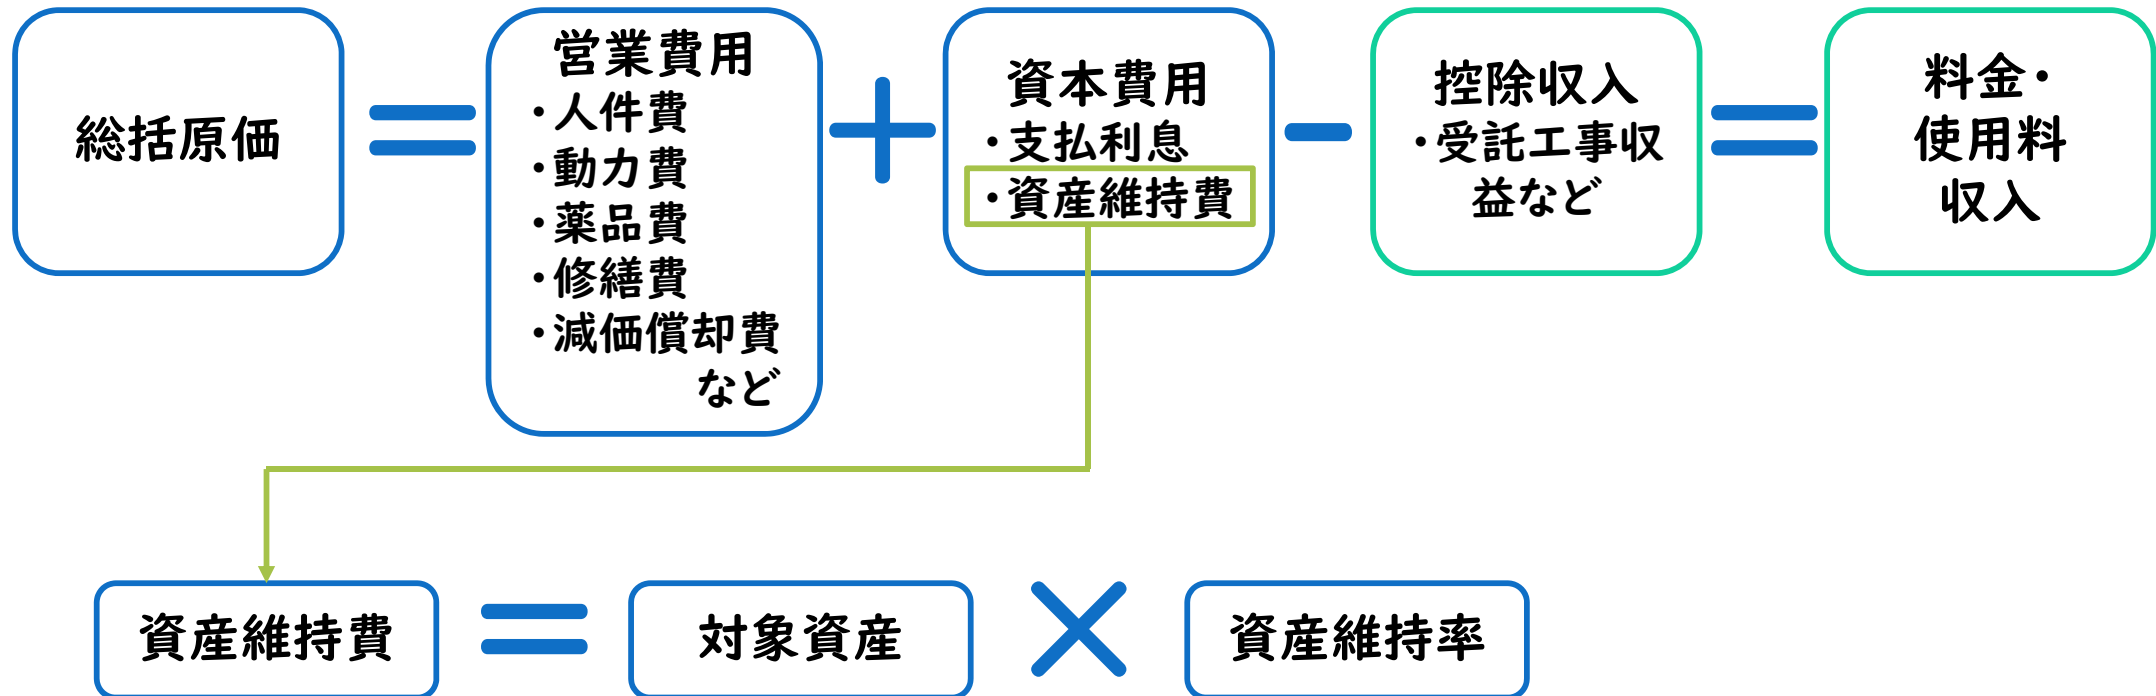 総括原価
＝
営業費用
・人件費
・動力費
・薬品費
・修繕費
・減価償却費
など
＋
資本費用
・支払利息
・資産維持費
－
控除収入
・受託工事収
益など
＝
料金・
使用料
収入
資産維持費
＝
対象資産
×
資産維持率